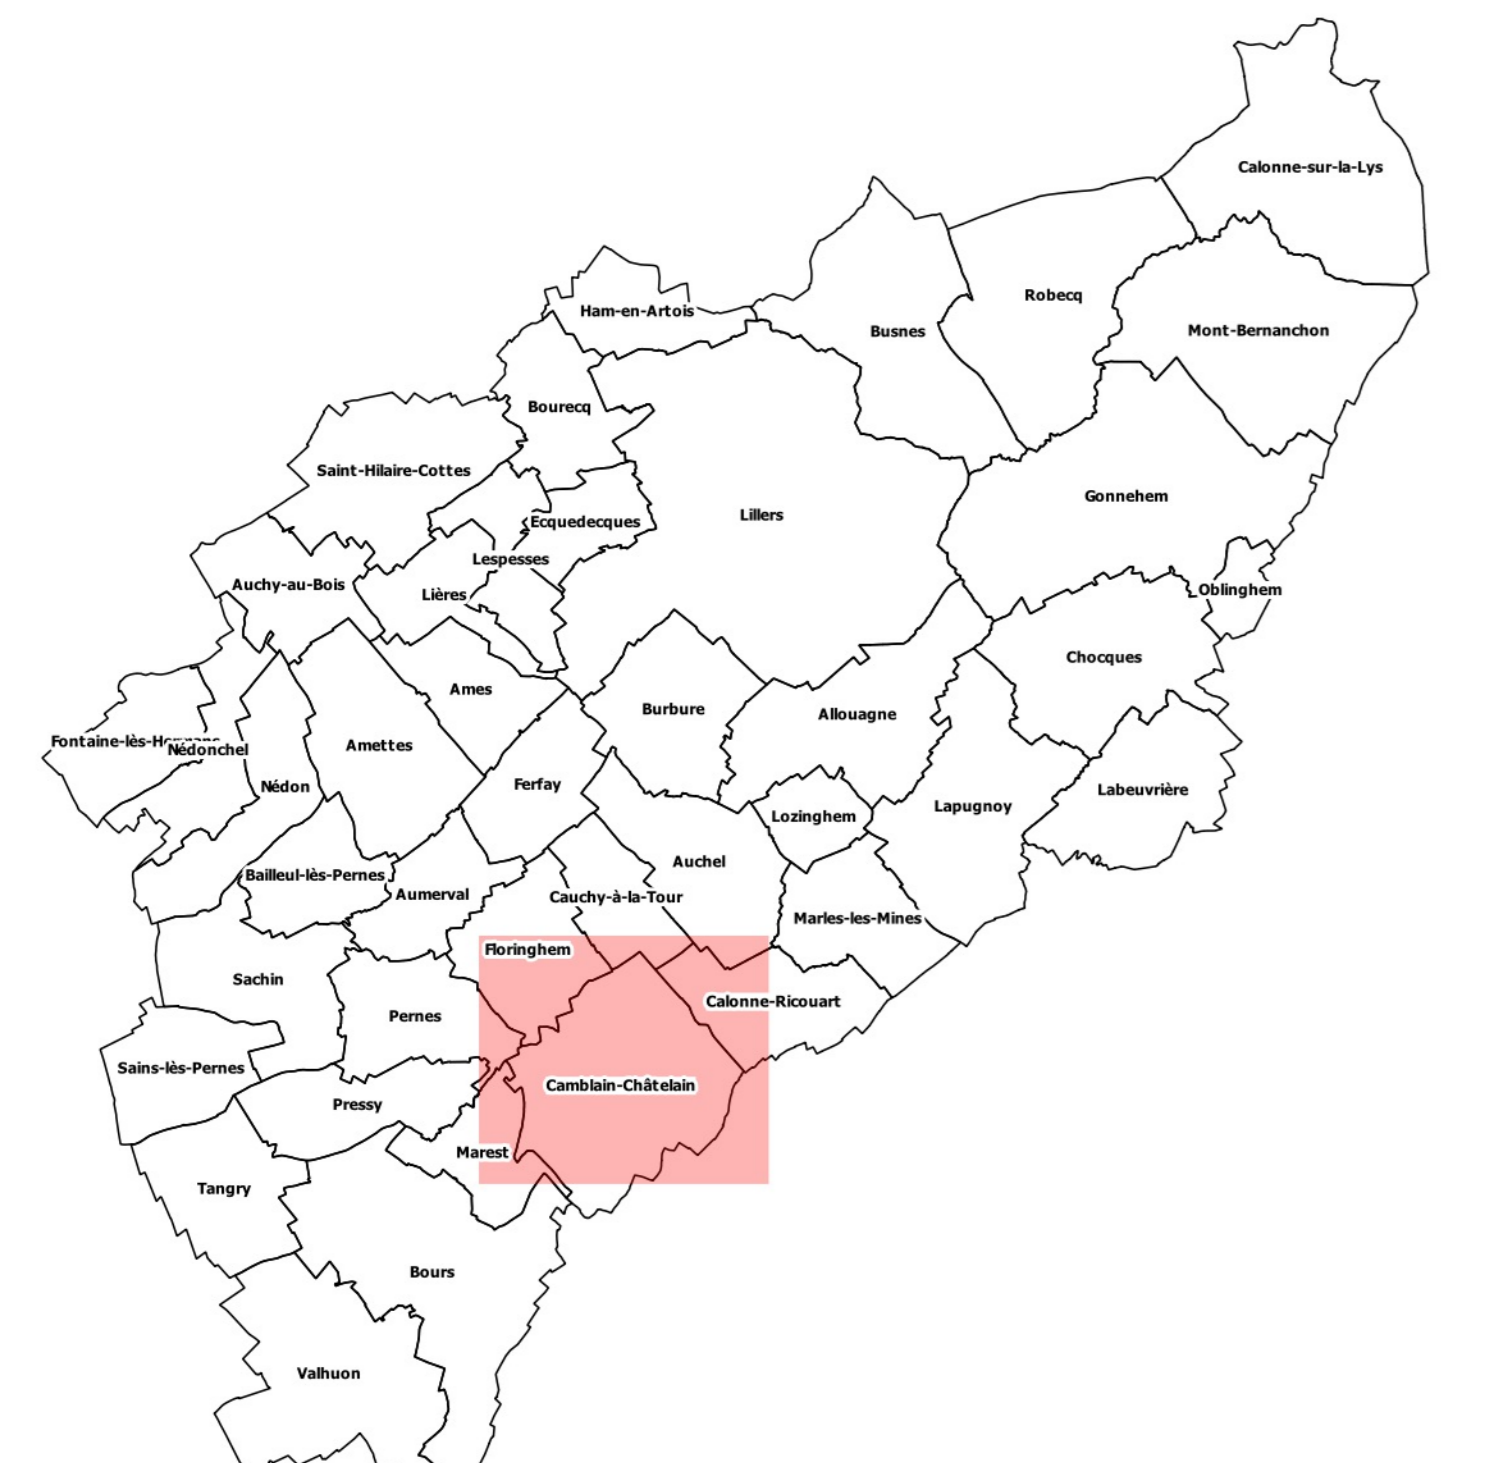 Calonne-sur-la-Lys
Robecq
Ham-en-Artois
Busnes
Mont-Bernanchon
Bourecq
Saint-Hilaire-Cottes
Gonnehem
Lillers
Ecquedecques
Lespesses
Auchy-au-Bois
Oblinghem
Lières
Chocques
Ames
Burbure
Allouagne
Fontaine-lès-Hermans
Nédonchel
Amettes
Ferfay
Nédon
Labeuvrière
Lapugnoy
Lozinghem
Auchel
Bailleul-lès-Pernes
Aumerval
Cauchy-à-la-Tour
Marles-les-Mines
Floringhem
Sachin
Calonne-Ricouart
Pernes
Sains-lès-Pernes
Camblain-Châtelain
Pressy
Marest
Tangry
Bours
Valhuon